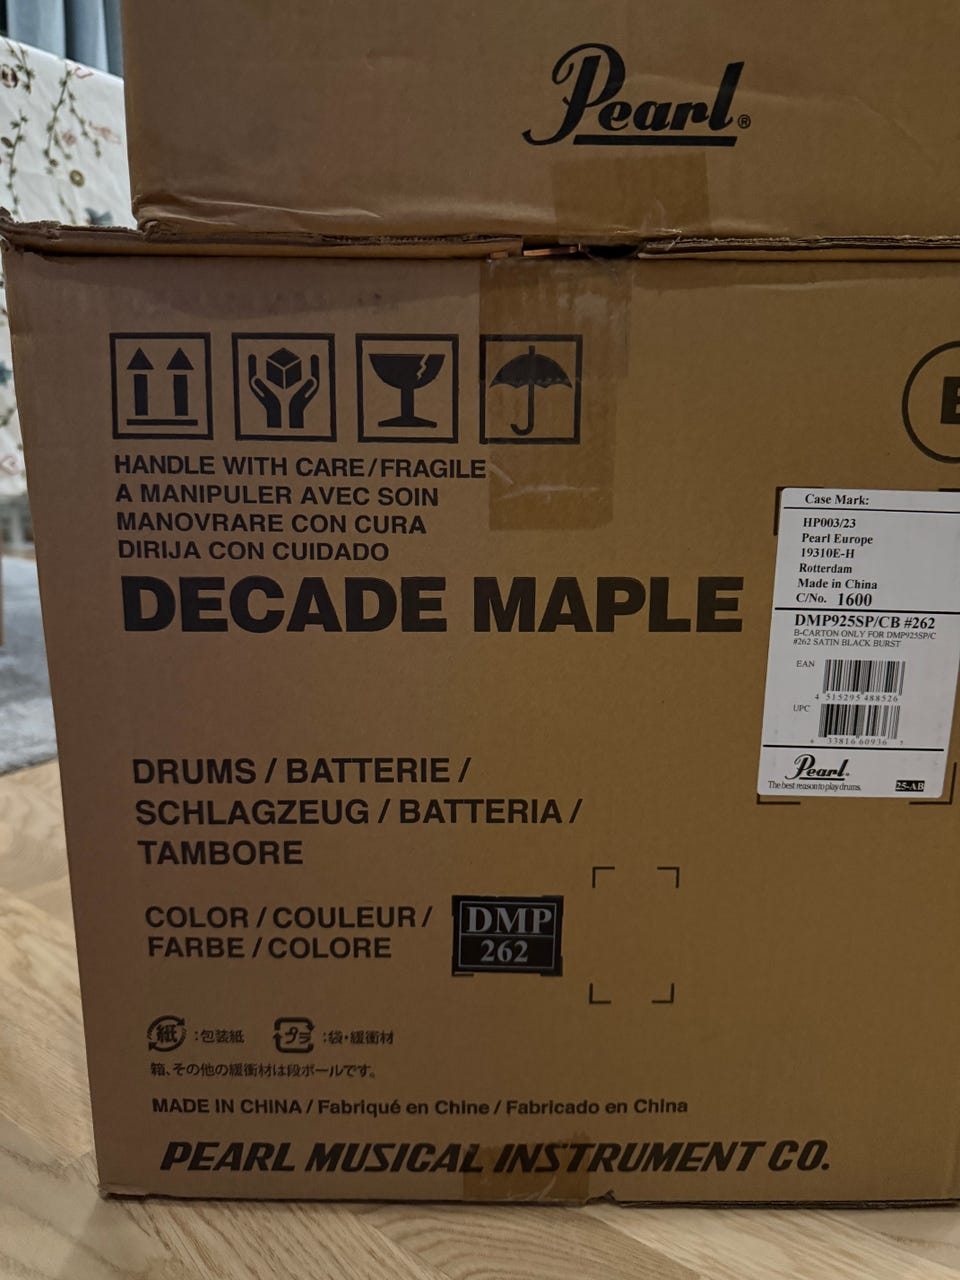 Pearl®
HANDLE WITH CARE/FRAGILE
A MANIPULER AVEC SOIN
MANOVRARE CON CURA
DIRIJA CON CUIDADO
DECADE MAPLE
DRUMS / BATTERIE /
SCHLAGZEUG / BATTERIA /
TAMBORE
COLOR / COULEUR /
FARBE / COLORE
DMP
262
紙 :包装紙 プラ :袋・緩衝材
箱、その他の緩衝材は段ボールです。
MADE IN CHINA / Fabriqué en Chine / Fabricado en China
PEARL MUSICAL INSTRUMENT CO.
Case Mark:
HP003/23
Pearl Europe
19310E-H
Rotterdam
Made in China
C/No. 1600
DMP925SP/CB #262
B-CARTON ONLY FOR DMP925SP/C
#262 SATIN BLACK BURST
EAN
4 515295 488526
UPC
33816 60936
Pearl®
The best reason to play drums.
25-AB